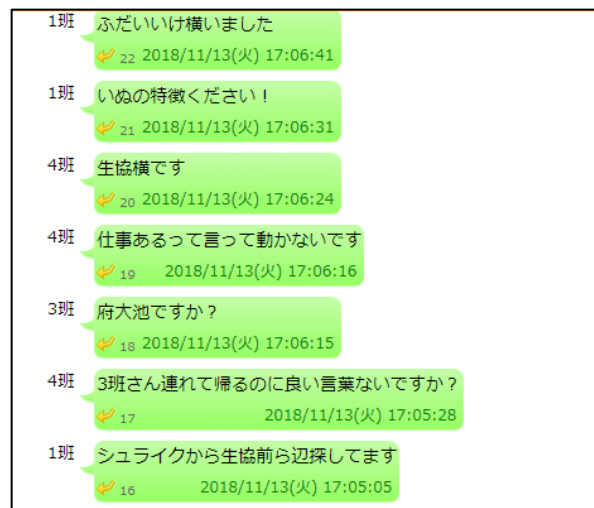 1班
ふだいいけ横いました
22 2018/11/13(火) 17:06:41
1班
いぬの特徴ください！
21 2018/11/13(火) 17:06:31
4班
生協横です
20 2018/11/13(火) 17:06:24
4班
仕事あるって言って動かないです
19 2018/11/13(火) 17:06:16
3班
府大池ですか？
18 2018/11/13(火) 17:06:15
4班
3班さん連れて帰るのに良い言葉ないですか？
17 2018/11/13(火) 17:05:28
1班
シュライクから生協前ら辺探してます
16 2018/11/13(火) 17:05:05